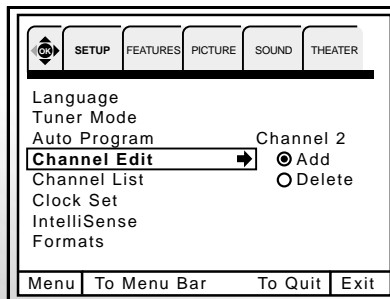 OK SETUP FEATURES PICTURE SOUND THEATER
Language
Tuner Mode
Auto Program Channel 2
Channel Edit Add
Channel List Delete
Clock Set
IntelliSense
Formats
Menu To Menu Bar To Quit Exit